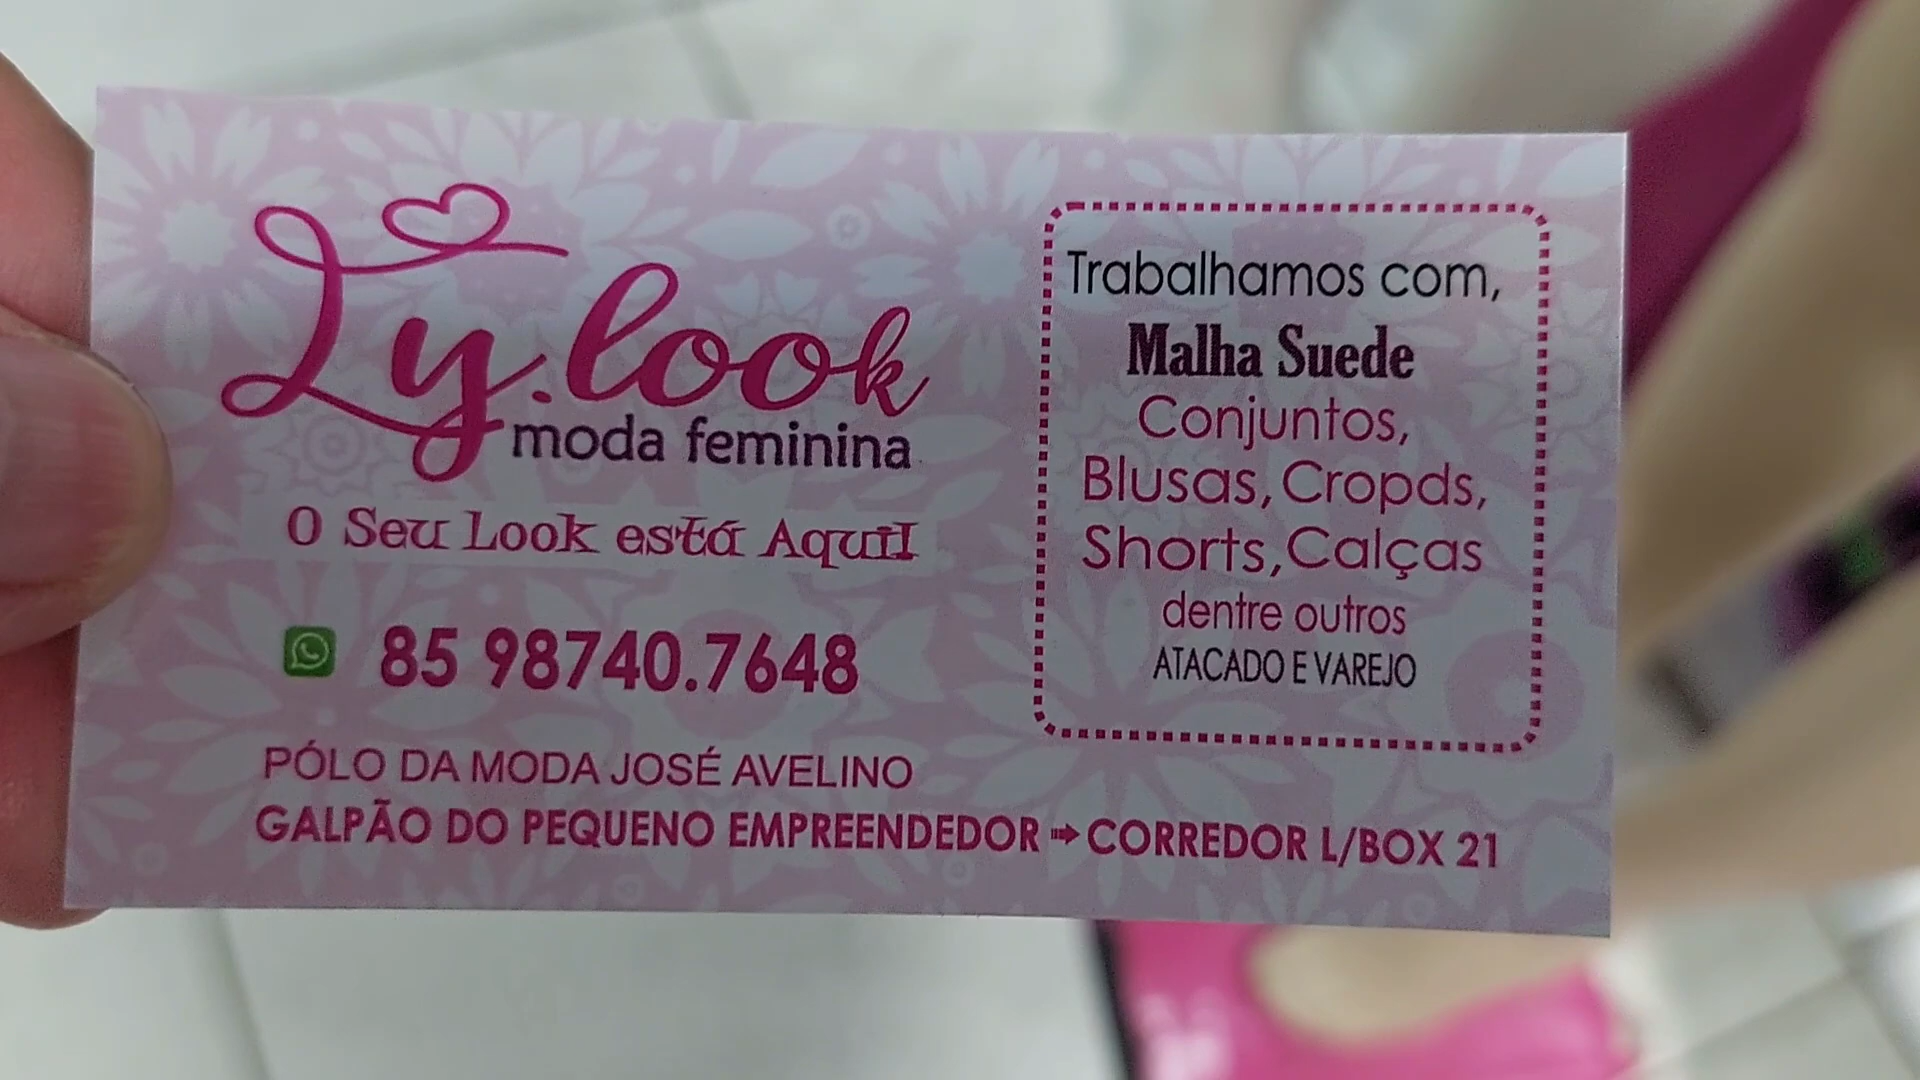 Ly.look
moda feminina
O Seu Look está Aqui!
85 98740.7648
PÓLO DA MODA JOSÉ AVELINO
GALPÃO DO PEQUENO EMPREENDEDOR ➠ CORREDOR L/BOX 21
Trabalhamos com,
Malha Suede
Conjuntos,
Blusas, Cropds,
Shorts, Calças
dentre outros
ATACADO E VAREJO